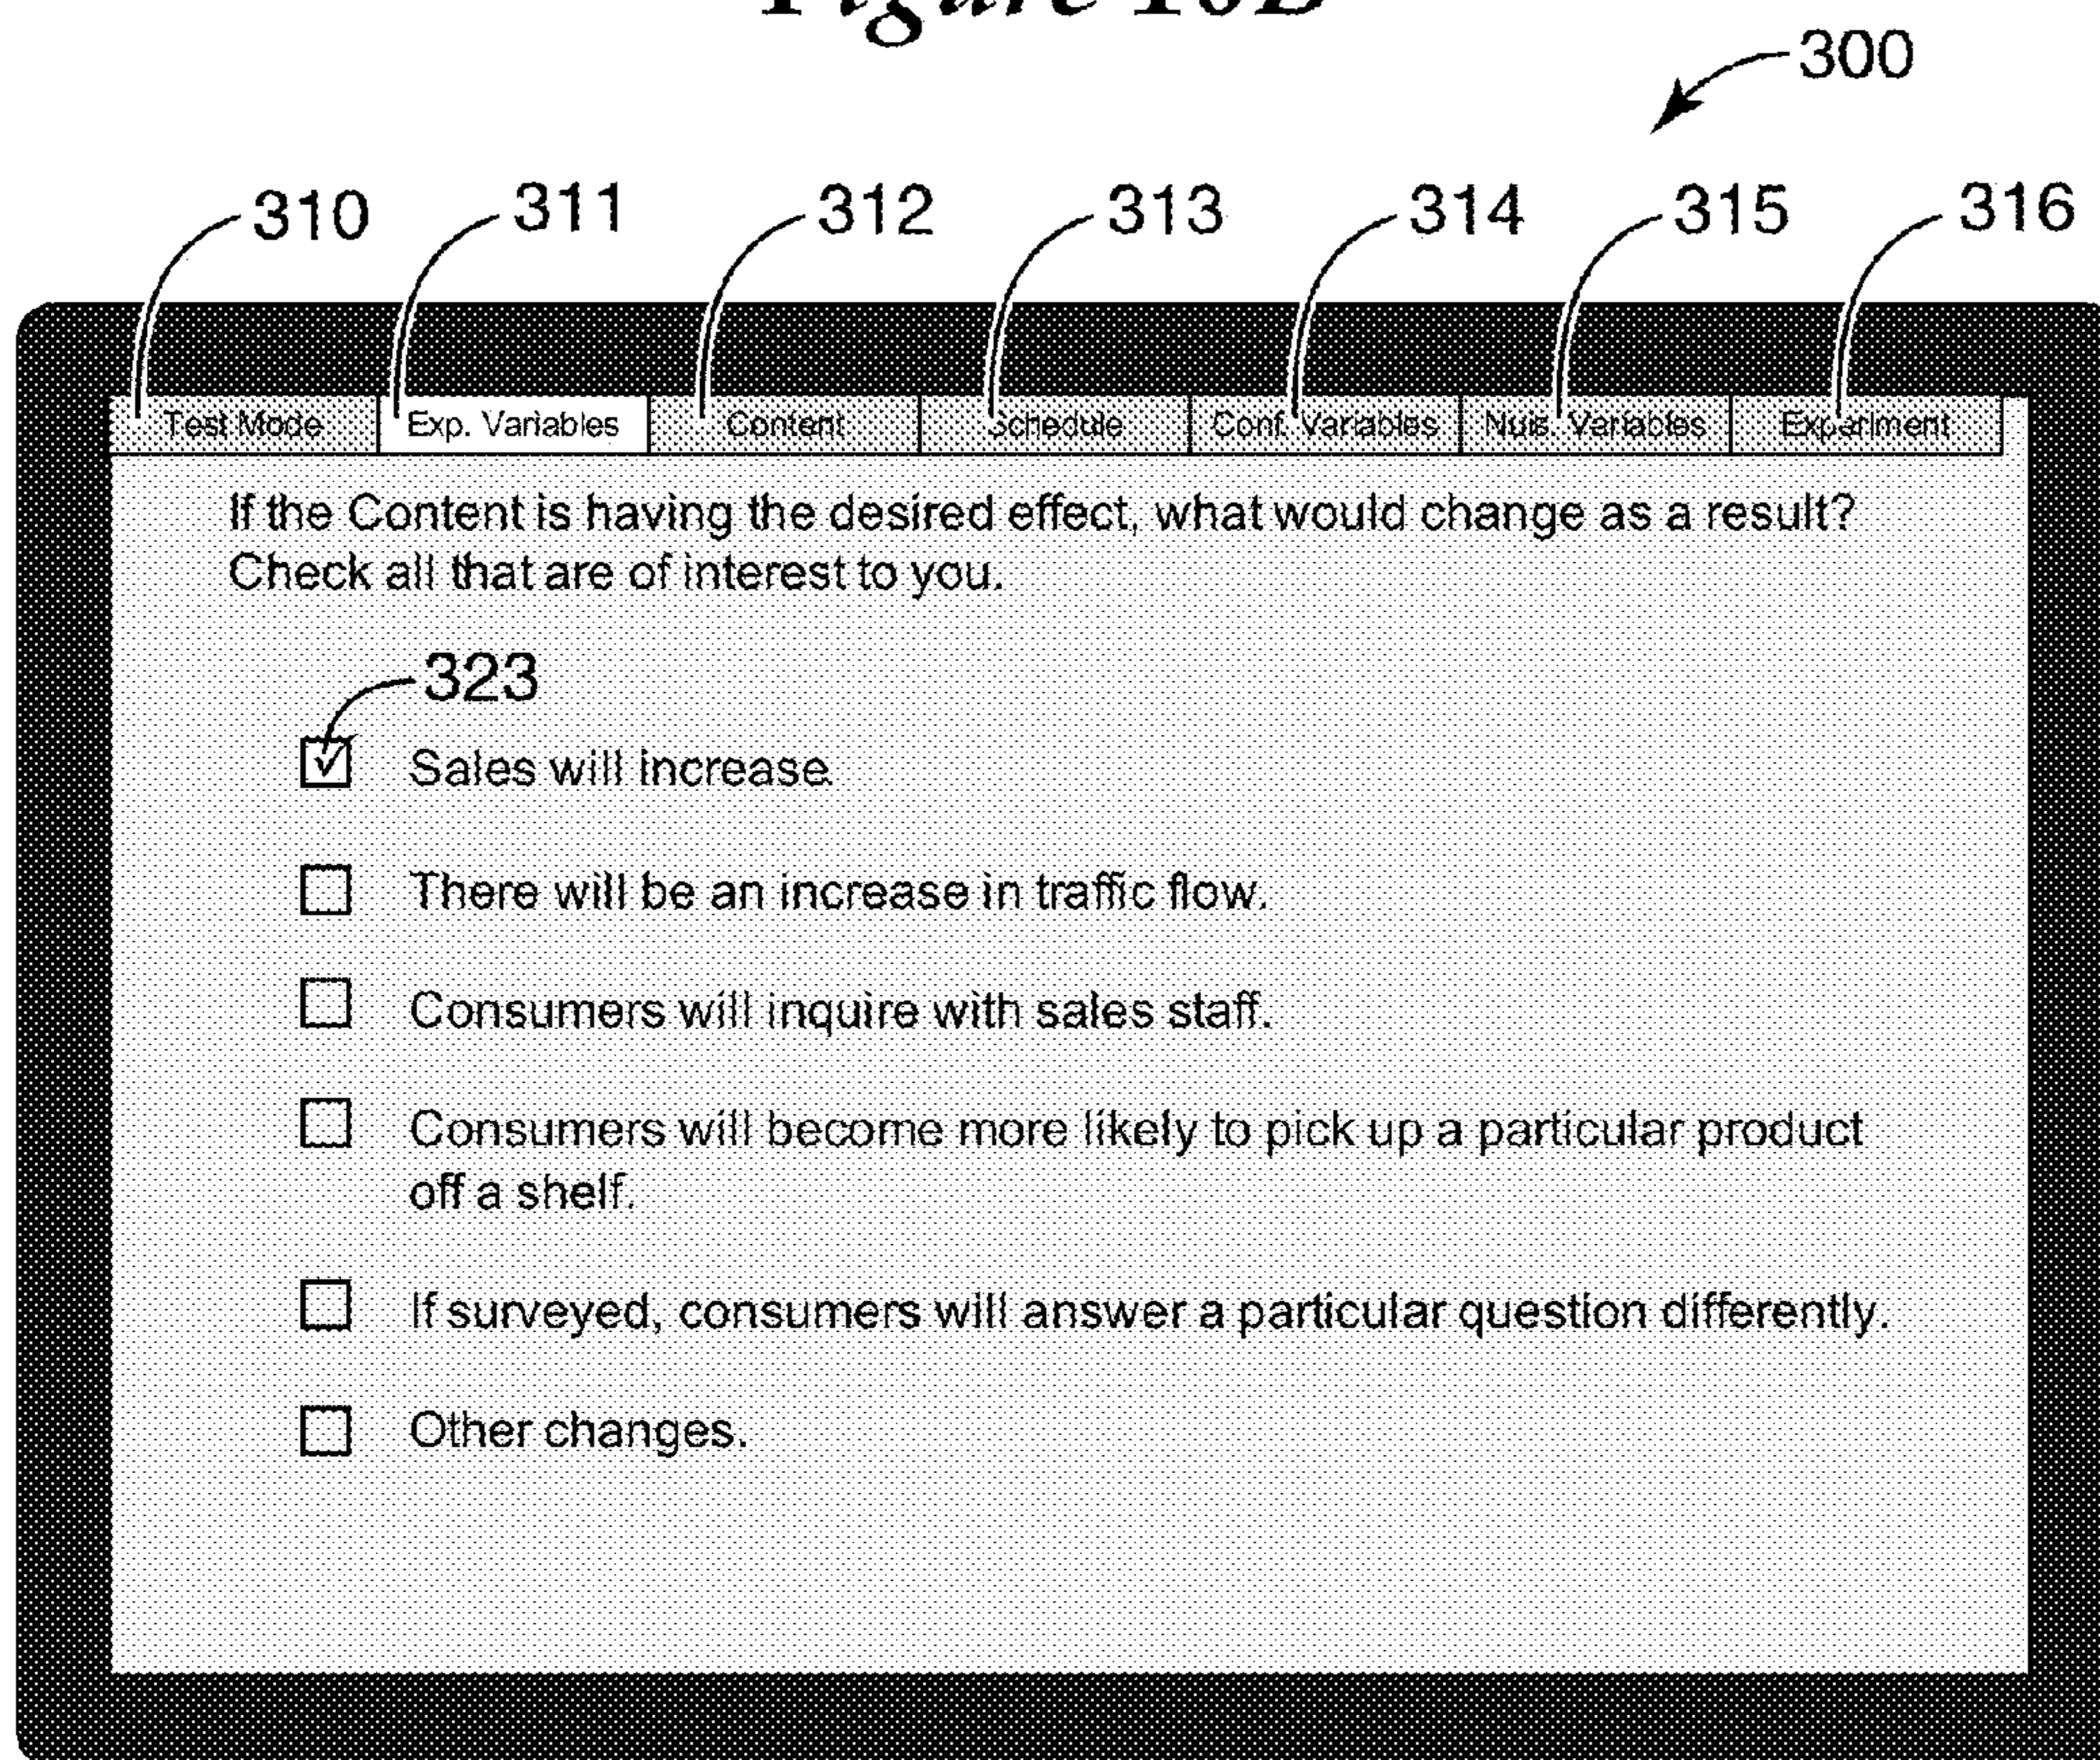 Figure 10B
300
310 311 312 313 314 315 316
Test Mode Exp. Variables Content Schedule Conf. Variables Nuis. Variables Experiment
If the Content is having the desired effect, what would change as a result?
Check all that are of interest to you.
323
Sales will increase.
There will be an increase in traffic flow.
Consumers will inquire with sales staff.
Consumers will become more likely to pick up a particular product
off a shelf.
If surveyed, consumers will answer a particular question differently.
Other changes.